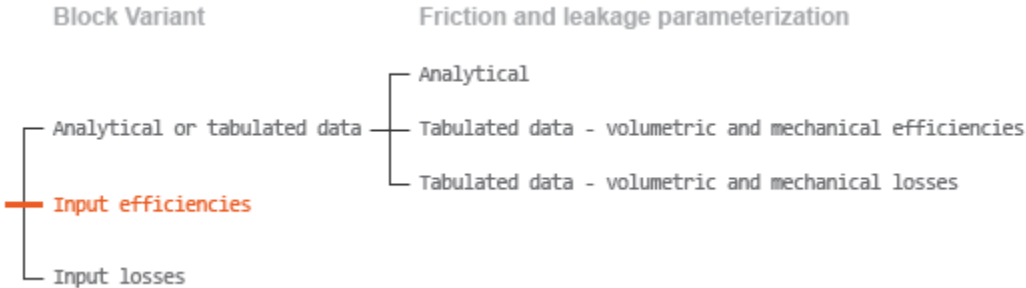 Block Variant
Friction and leakage parameterization
Analytical
Analytical or tabulated data
Tabulated data - volumetric and mechanical efficiencies
Tabulated data - volumetric and mechanical losses
Input efficiencies
Input losses